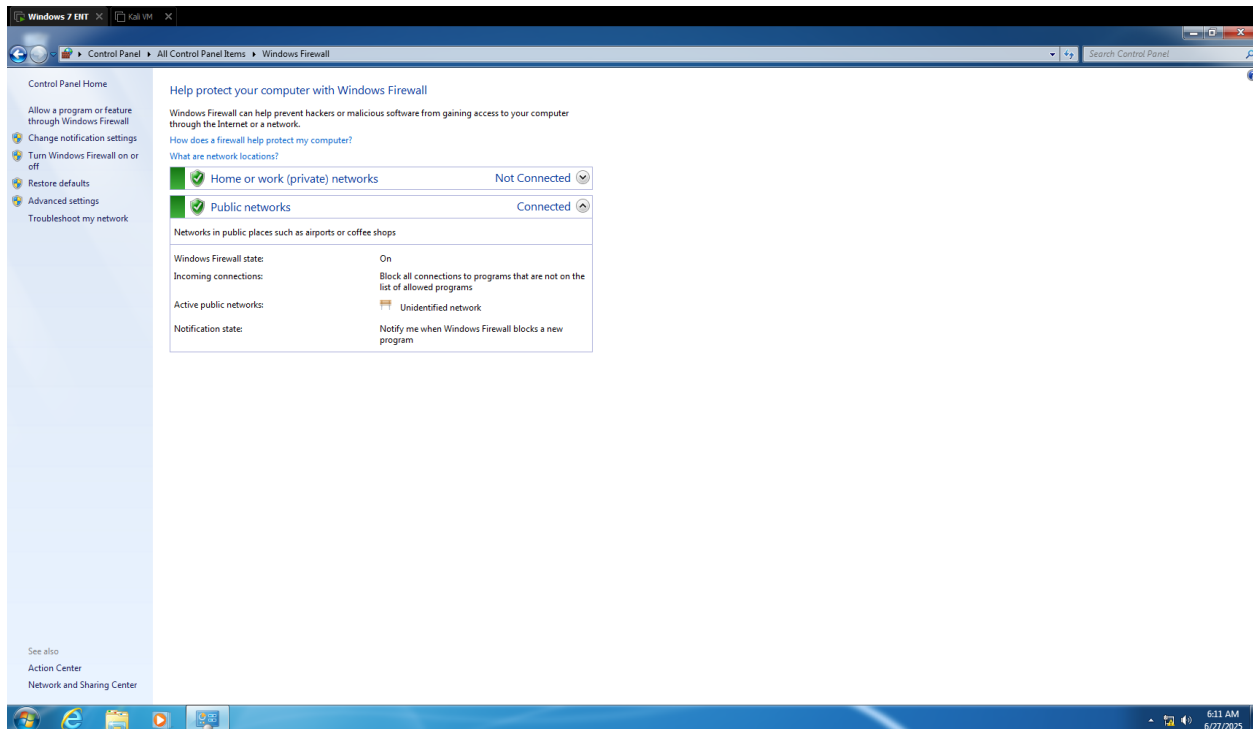 Windows 7 ENT
Kali VM
Control Panel
All Control Panel Items
Windows Firewall
Search Control Panel
Control Panel Home
Allow a program or feature
through Windows Firewall
Change notification settings
Turn Windows Firewall on or
off
Restore defaults
Advanced settings
Troubleshoot my network
Help protect your computer with Windows Firewall
Windows Firewall can help prevent hackers or malicious software from gaining access to your computer
through the Internet or a network.
How does a firewall help protect my computer?
What are network locations?
Home or work (private) networks Not Connected
Public networks Connected
Networks in public places such as airports or coffee shops
Windows Firewall state: On
Incoming connections: Block all connections to programs that are not on the
list of allowed programs
Active public networks: Unidentified network
Notification state: Notify me when Windows Firewall blocks a new
program
See also
Action Center
Network and Sharing Center
6:11 AM
6/27/2025